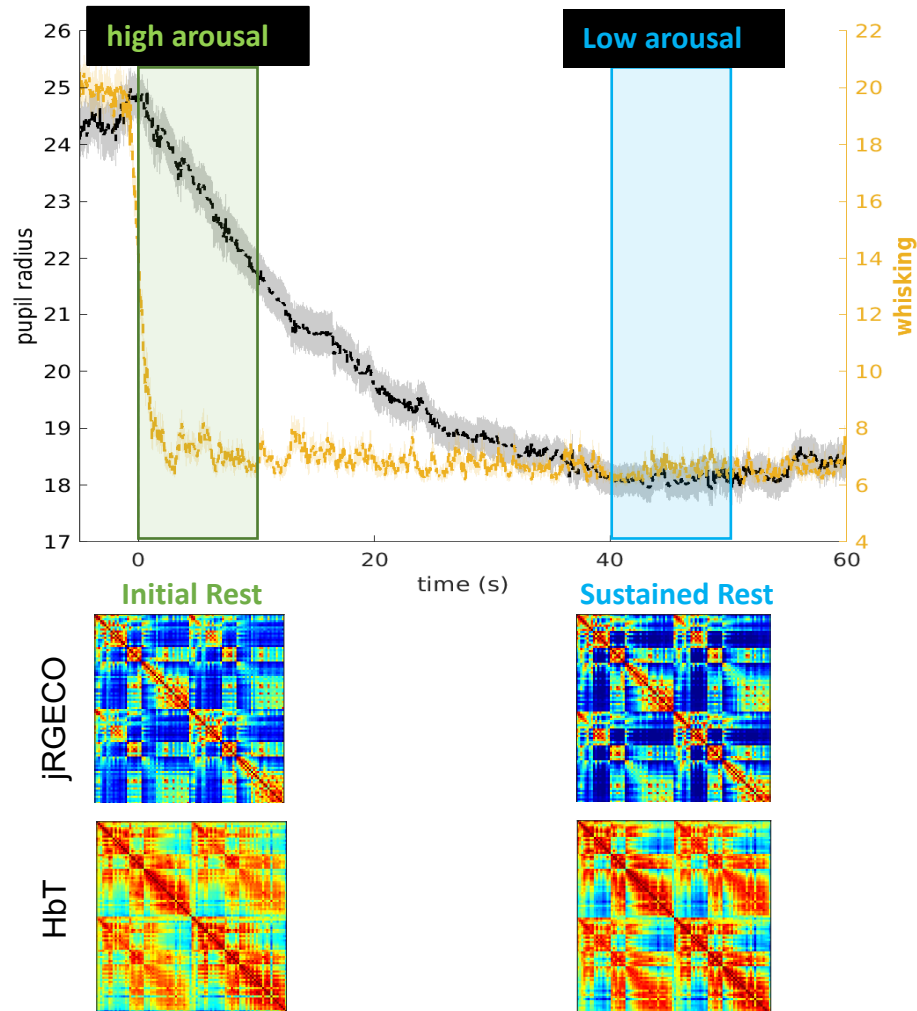 high arousal
Low arousal
26
25
24
23
22
21
20
19
18
17
pupil radius
22
20
18
16
14
12
10
8
6
4
whisking
0
20
40
60
time (s)
Initial Rest
Sustained Rest
jRGECO
HbT